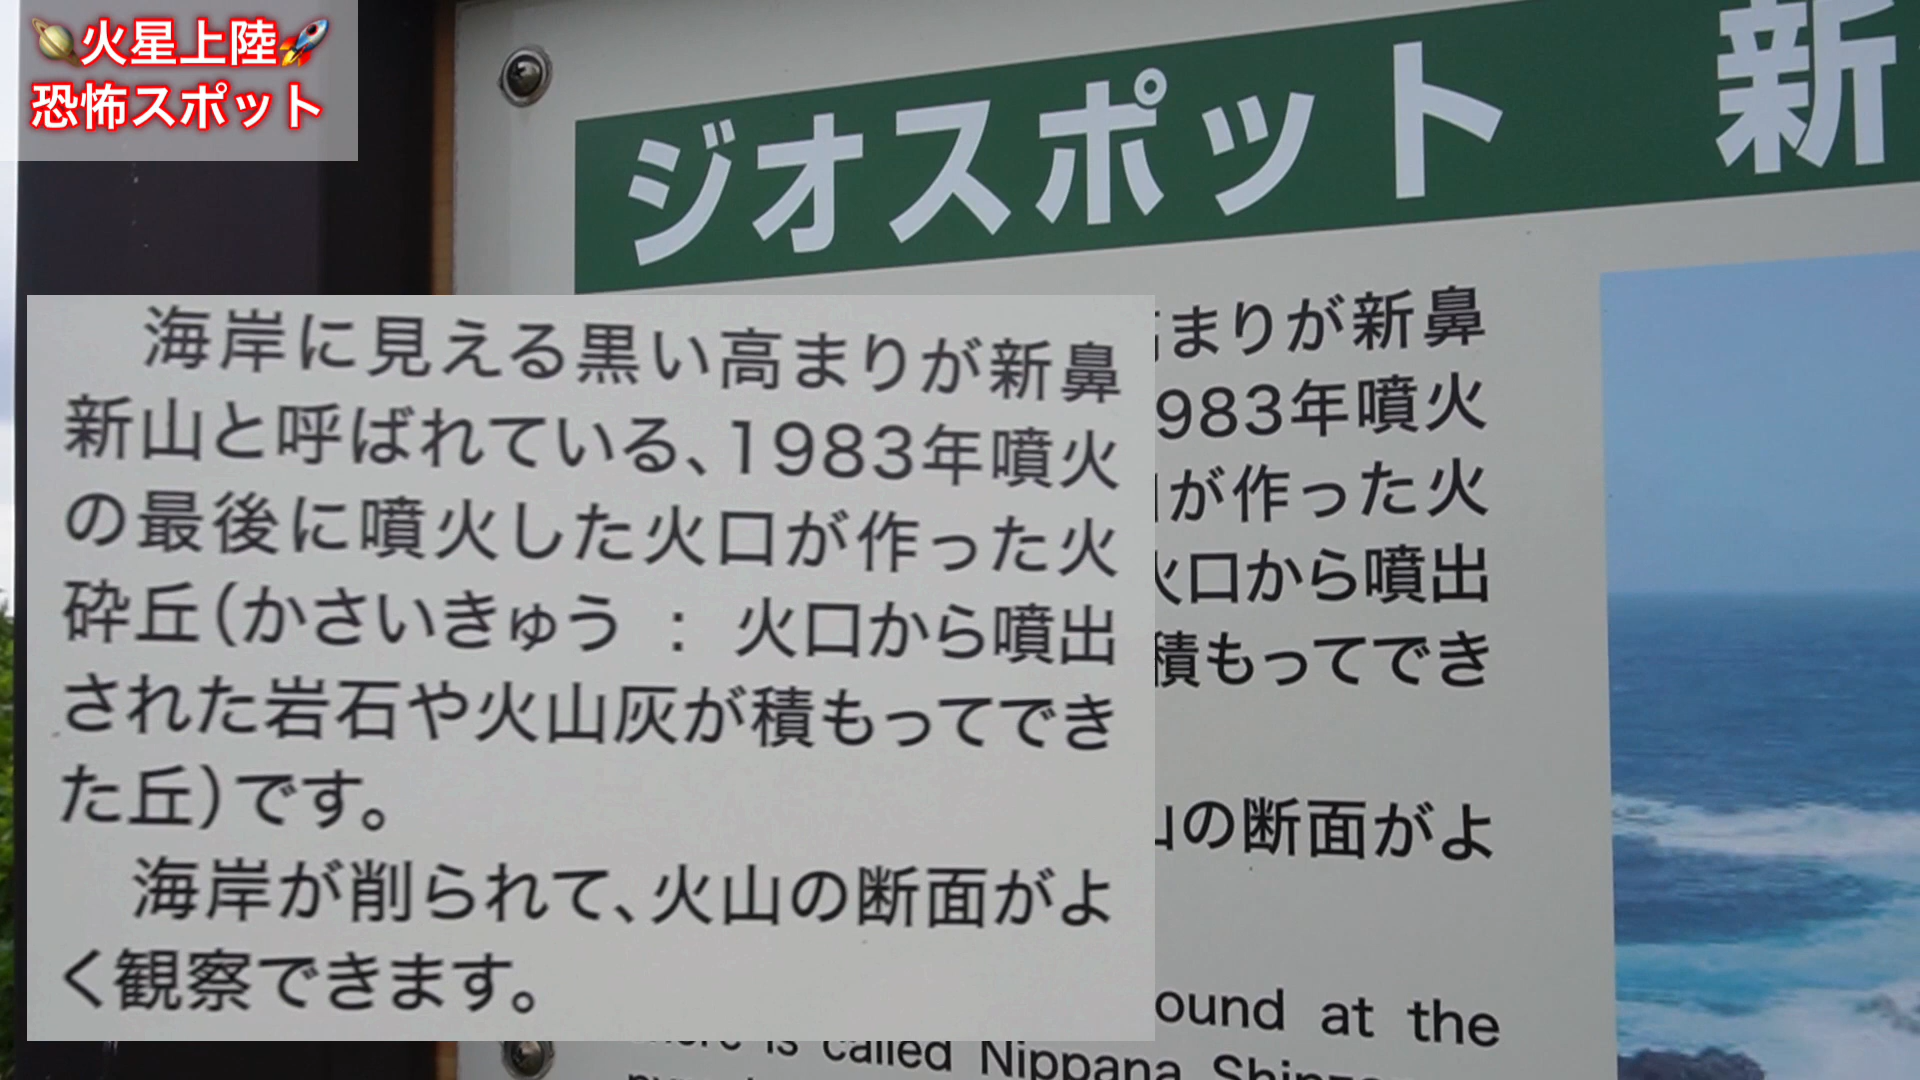 🪐火星上陸🚀
恐怖スポット
ジオスポット 新
海岸に見える黒い高まりが新鼻
新山と呼ばれている、1983年噴火
の最後に噴火した火口が作った火
砕丘(かさいきゅう : 火口から噴出
された岩石や火山灰が積もってでき
た丘)です。
海岸が削られて、火山の断面がよ
く観察できます。
まりが新鼻
983年噴火
が作った火
火口から噴出
積もってでき
山の断面がよ
ound at the
is called Nippana